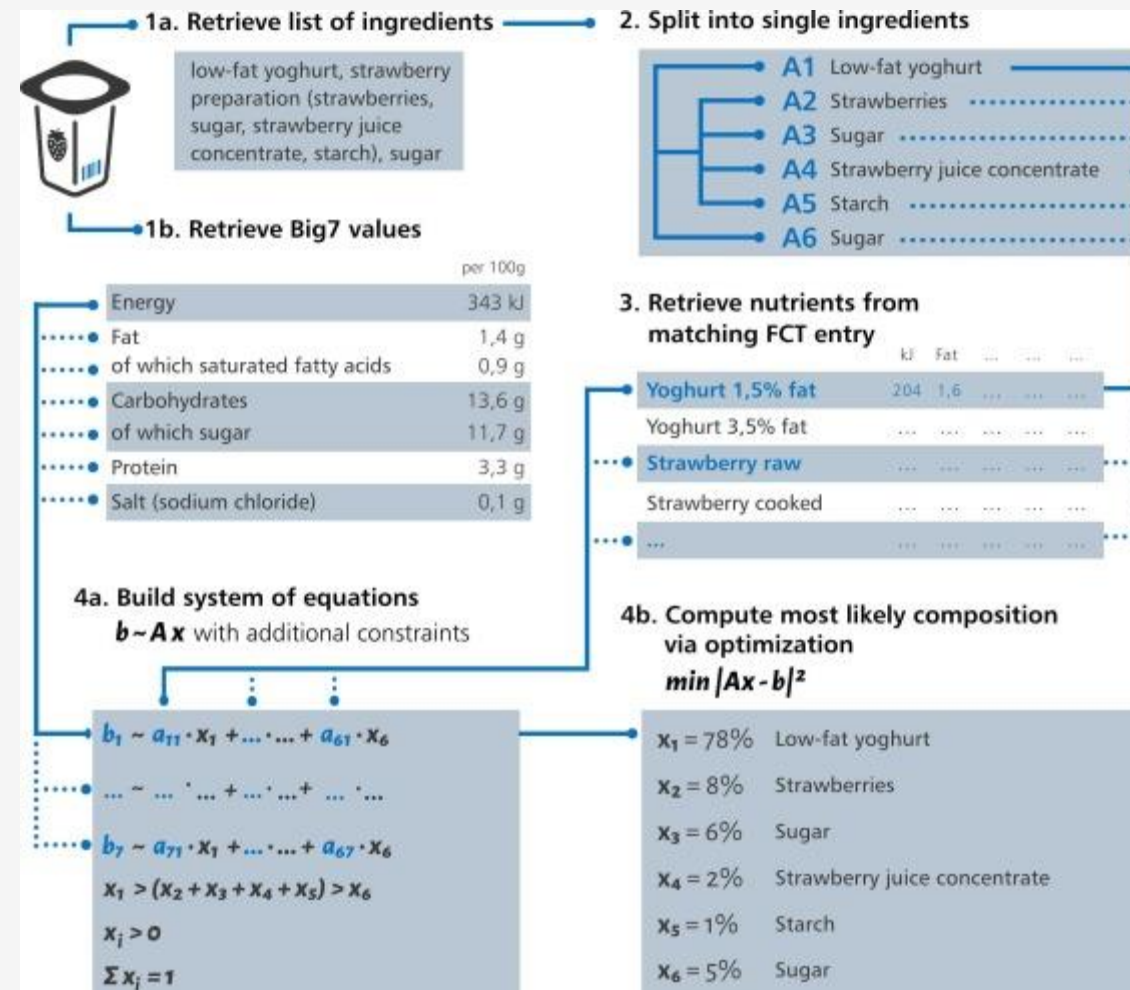 1a. Retrieve list of ingredients
low-fat yoghurt, strawberry
preparation (strawberries,
sugar, strawberry juice
concentrate, starch), sugar
1b. Retrieve Big7 values
per 100g
Energy 343 kJ
Fat 1,4 g
of which saturated fatty acids 0,9 g
Carbohydrates 13,6 g
of which sugar 11,7 g
Protein 3,3 g
Salt (sodium chloride) 0,1 g
2. Split into single ingredients
A1 Low-fat yoghurt
A2 Strawberries
A3 Sugar
A4 Strawberry juice concentrate
A5 Starch
A6 Sugar
3. Retrieve nutrients from
matching FCT entry
kJ Fat ... ... ...
Yoghurt 1,5% fat 204 1,6 ... ... ...
Yoghurt 3,5% fat ... ... ... ... ...
Strawberry raw ... ... ... ... ...
Strawberry cooked ... ... ... ... ...
... ... ... ... ... ...
4a. Build system of equations
b~Ax with additional constraints
b₁ ~ a₁₁·x₁ +...·...+ a₆₁·x₆
... ~ ...·...+...·...+ ...·...
b₇ ~ a₇₁·x₁ +...·...+ a₆₇·x₆
x₁ >(x₂+x₃+x₄+x₅)>x₆
xᵢ >0
Σxᵢ =1
4b. Compute most likely composition
via optimization
min|Ax-b|²
x₁ = 78% Low-fat yoghurt
x₂ = 8% Strawberries
x₃ = 6% Sugar
x₄ = 2% Strawberry juice concentrate
x₅ = 1% Starch
x₆ = 5% Sugar